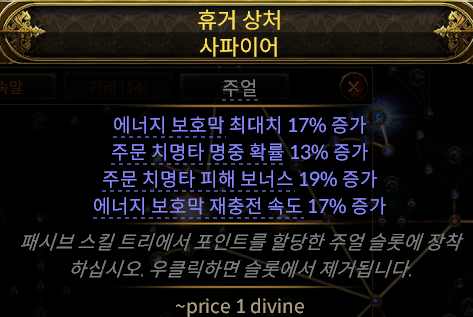 휴거 상처
사파이어
속말 거래 (14) 주얼
에너지 보호막 최대치 17% 증가
주문 치명타 명중 확률 13% 증가
주문 치명타 피해 보너스 19% 증가
에너지 보호막 재충전 속도 17% 증가
패시브 스킬 트리에서 포인트를 할당한 주얼 슬롯에 장착
하십시오. 우클릭하면 슬롯에서 제거됩니다.
~price 1 divine